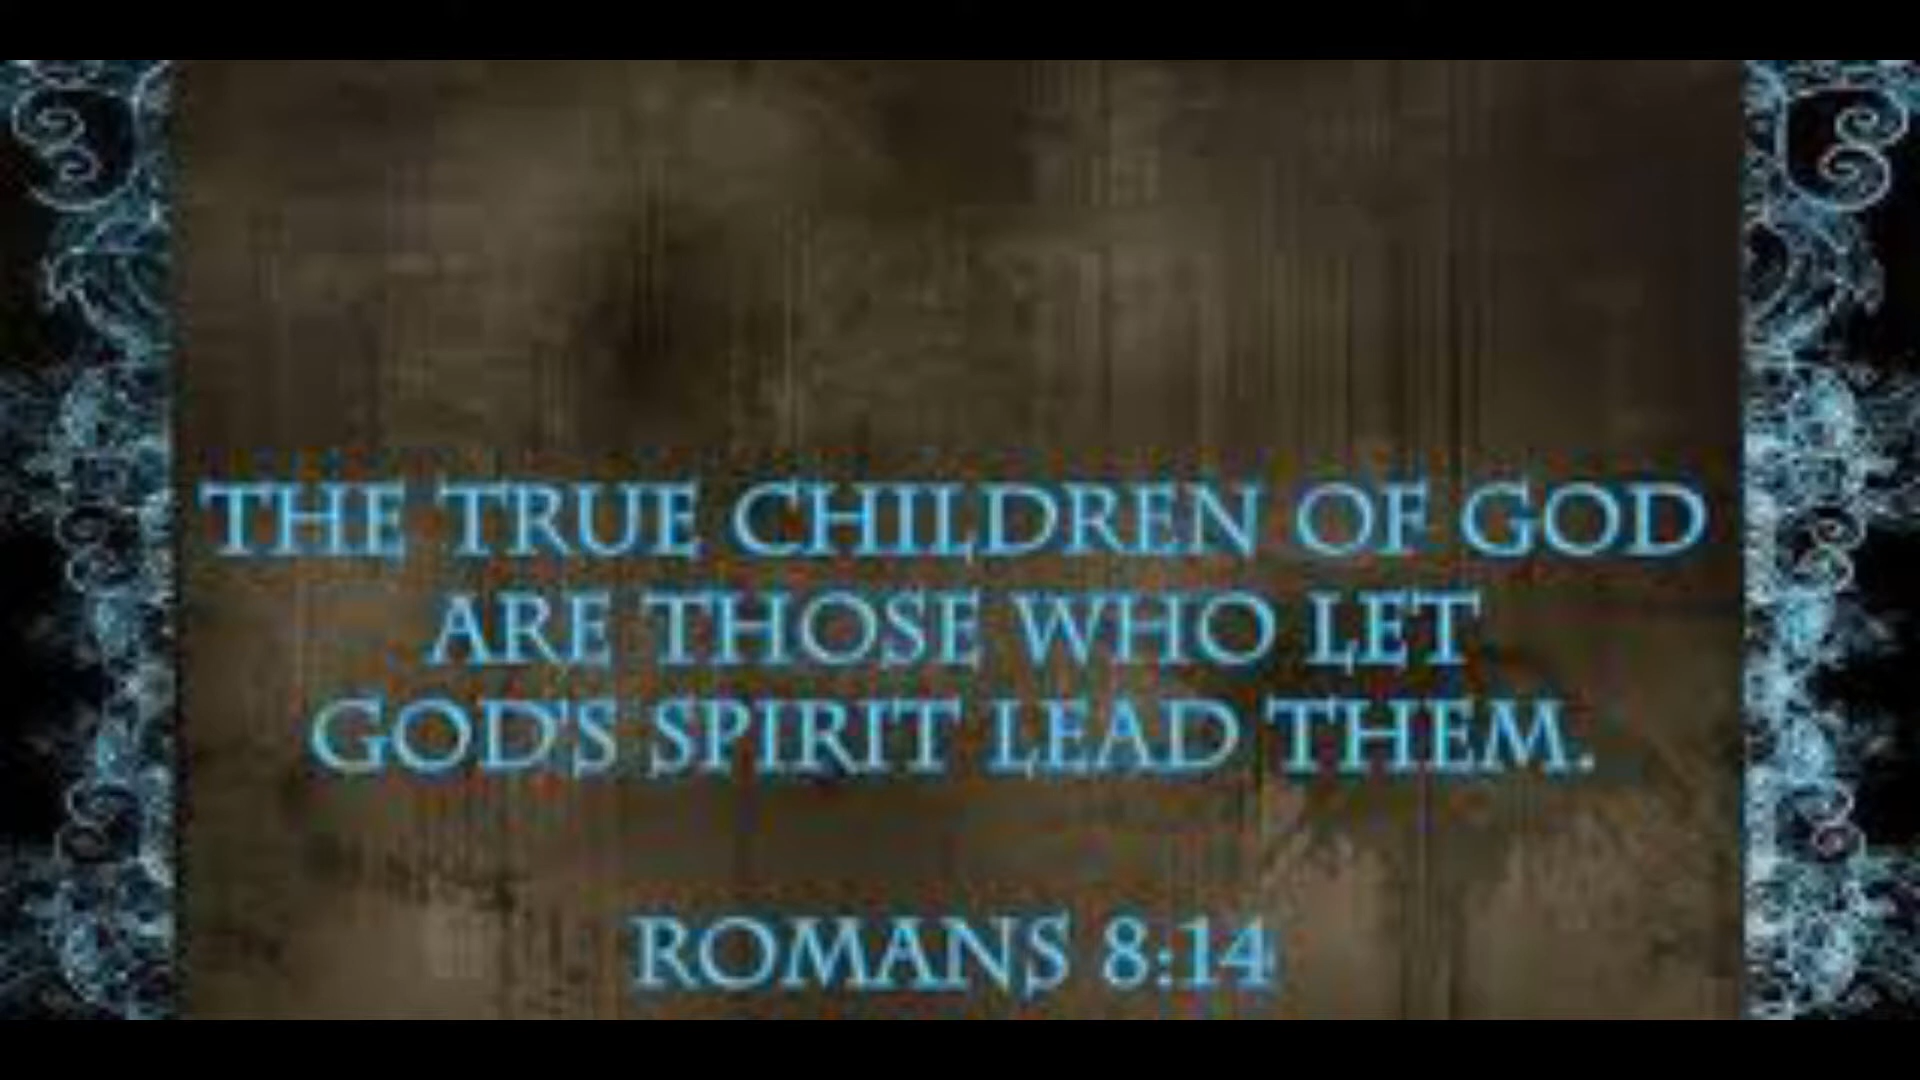 THE TRUE CHILDREN OF GOD
ARE THOSE WHO LET
GOD'S SPIRIT LEAD THEM.
ROMANS 8:14